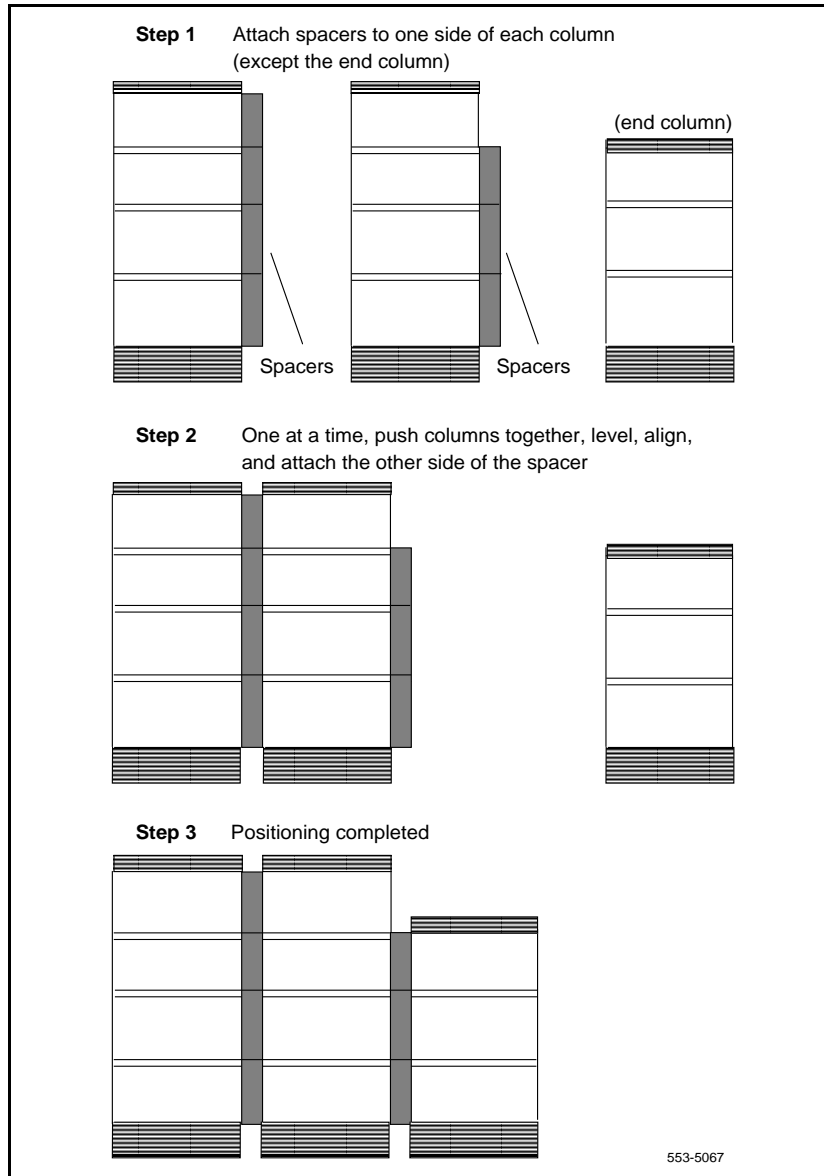 Step 1 Attach spacers to one side of each column
(except the end column)
(end column)
Spacers
Spacers
Step 2 One at a time, push columns together, level, align,
and attach the other side of the spacer
Step 3 Positioning completed
553-5067